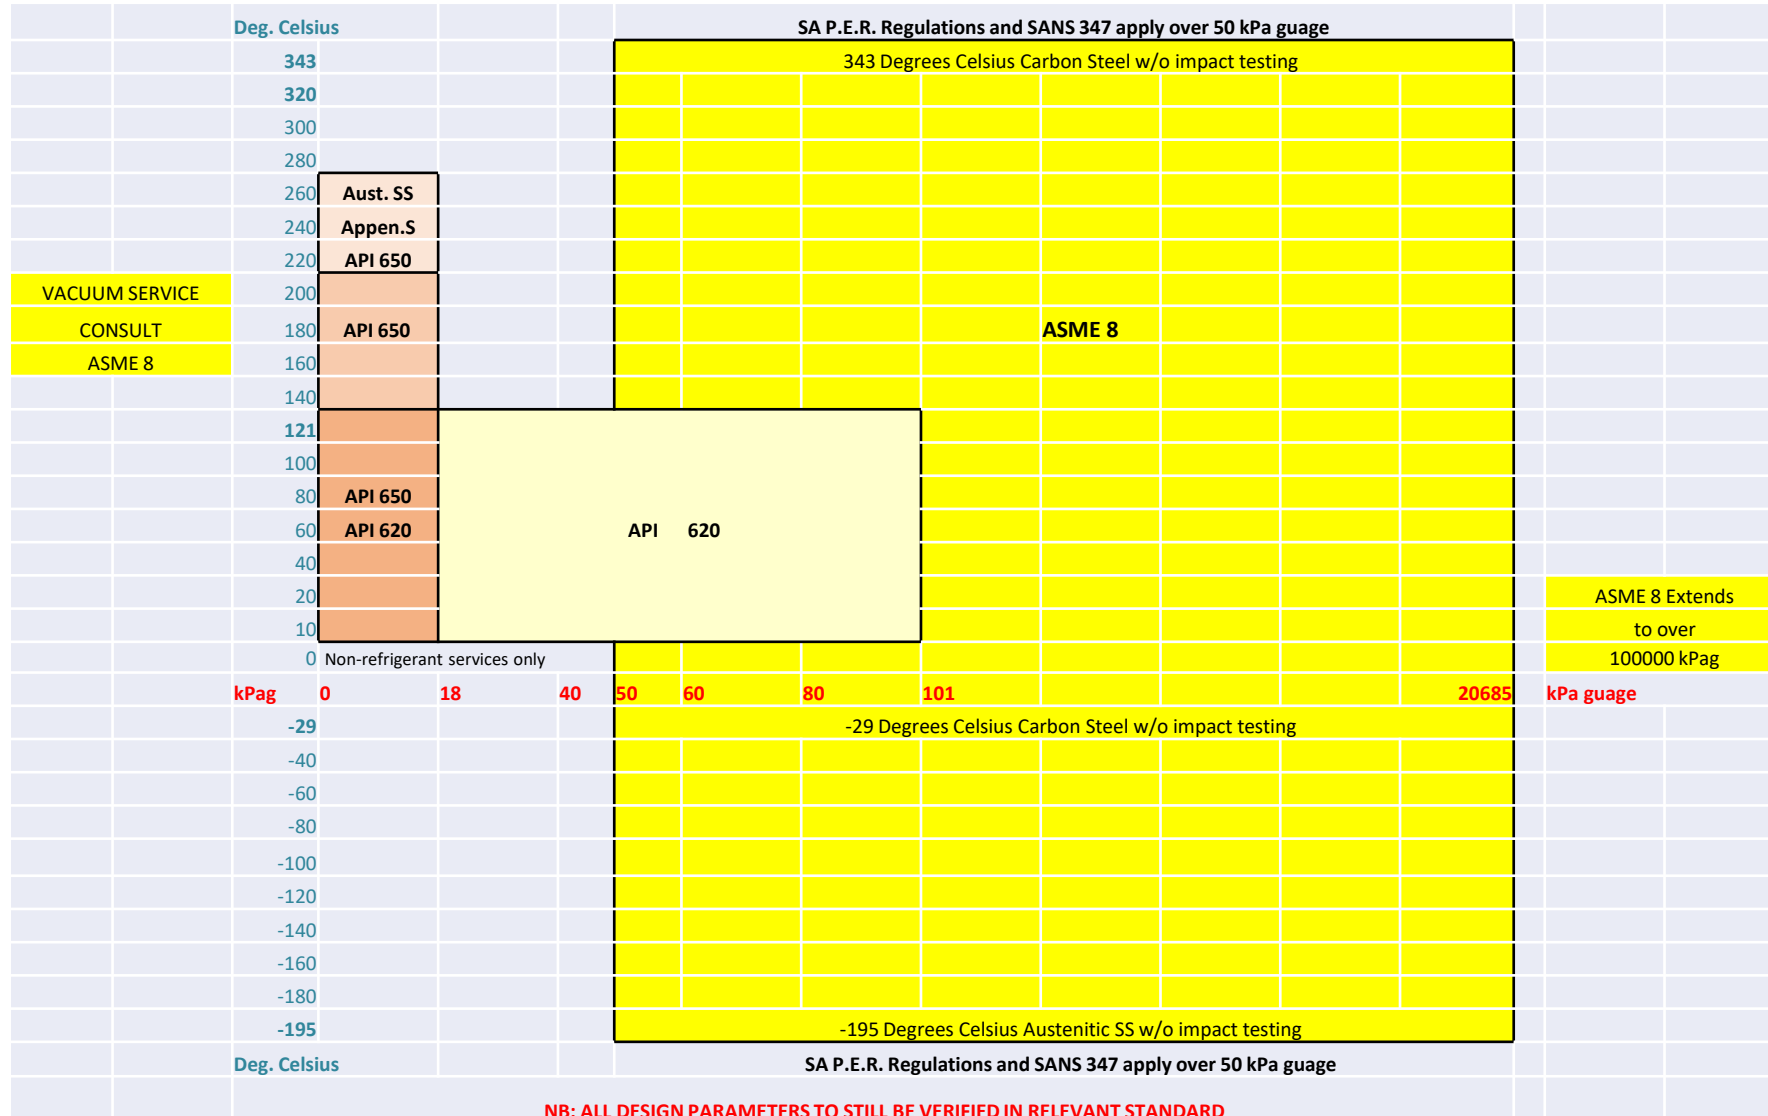 Deg. Celsius SA P.E.R. Regulations and SANS 347 apply over 50 kPa guage
343 343 Degrees Celsius Carbon Steel w/o impact testing
320
300
280
260 Aust. SS
240 Appen.S
220 API 650
VACUUM SERVICE 200
CONSULT 180 API 650 ASME 8
ASME 8 160
140
121
100
80 API 650
60 API 620 API 620
40
20 ASME 8 Extends
10 to over
0 Non-refrigerant services only 100000 kPag
kPag 0 18 40 50 60 80 101 20685 kPa guage
-29 -29 Degrees Celsius Carbon Steel w/o impact testing
-40
-60
-80
-100
-120
-140
-160
-180
-195 -195 Degrees Celsius Austenitic SS w/o impact testing
Deg. Celsius SA P.E.R. Regulations and SANS 347 apply over 50 kPa guage
NB: ALL DESIGN PARAMETERS TO STILL BE VERIFIED IN RELEVANT STANDARD